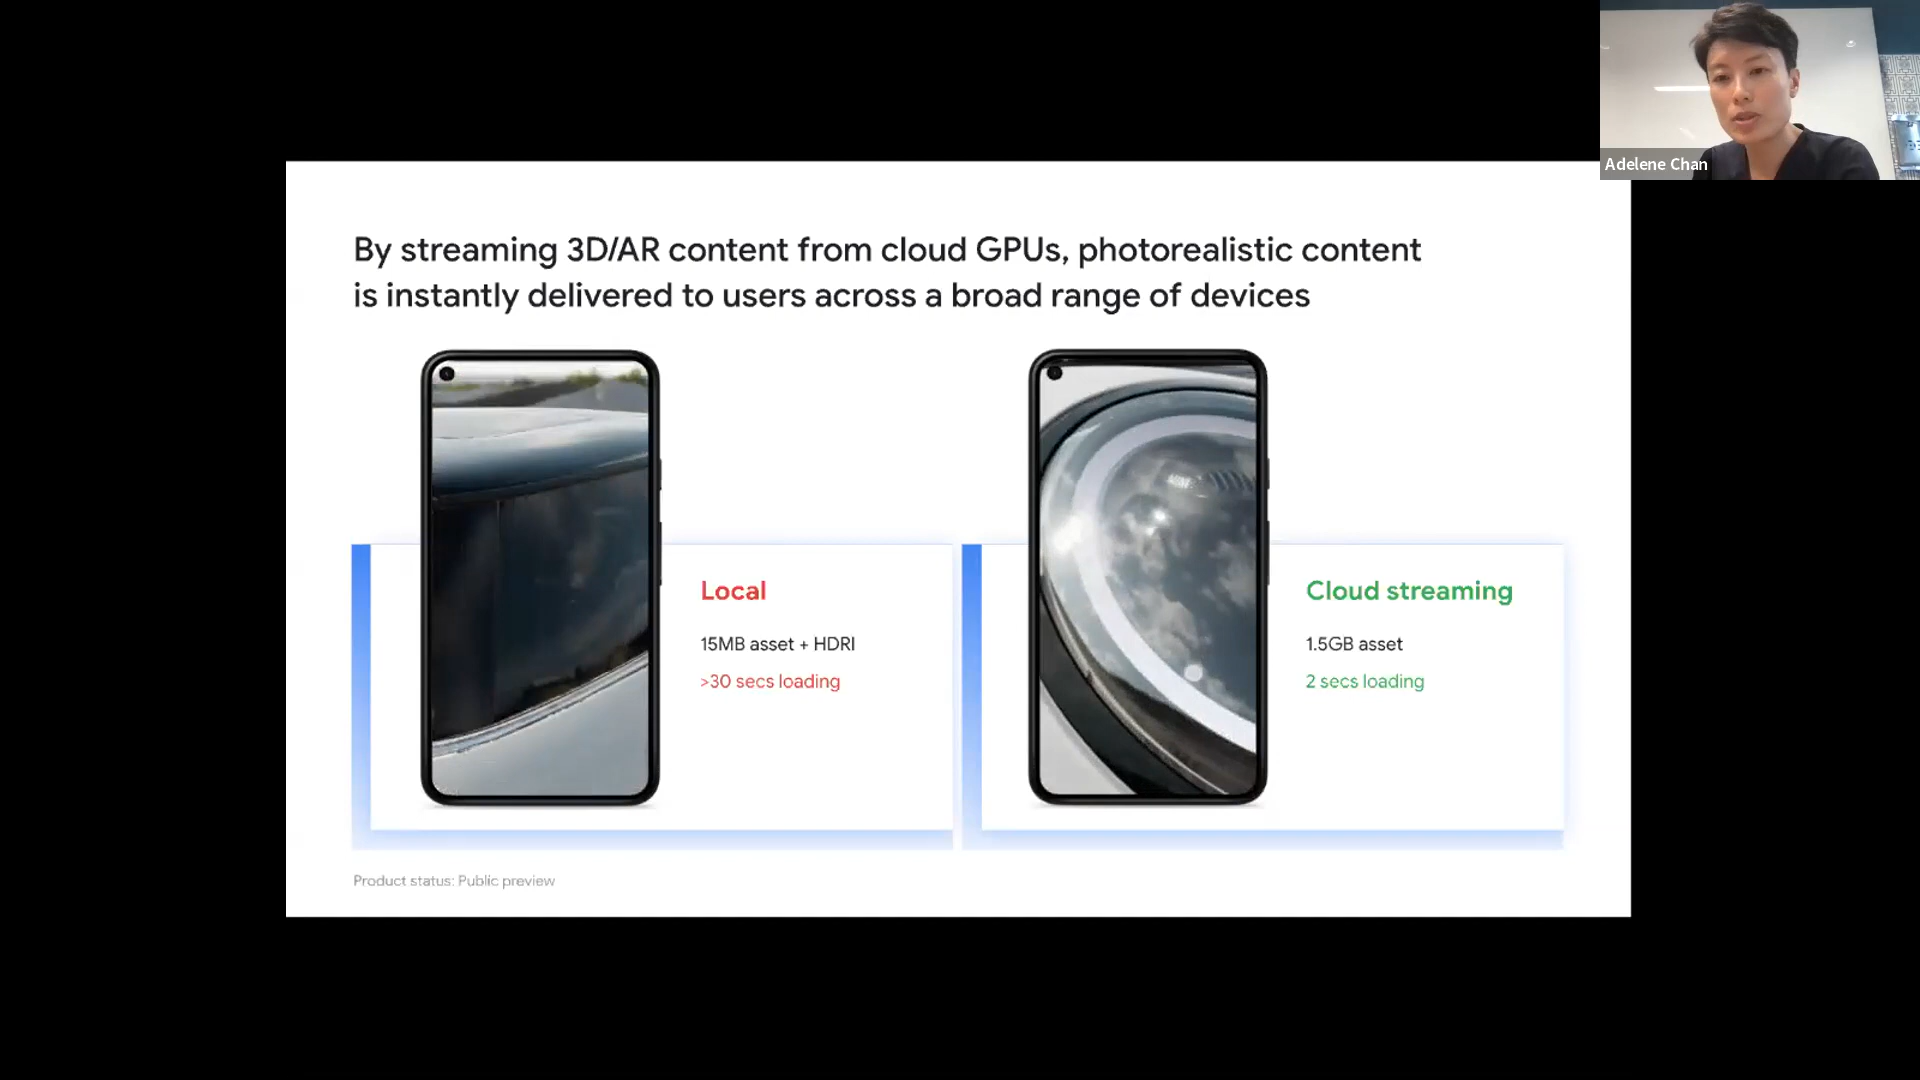 Adelene Chan
By streaming 3D/AR content from cloud GPUs, photorealistic content
is instantly delivered to users across a broad range of devices
Local
15MB asset + HDRI
>30 secs loading
Cloud streaming
1.5GB asset
2 secs loading
Product status: Public preview